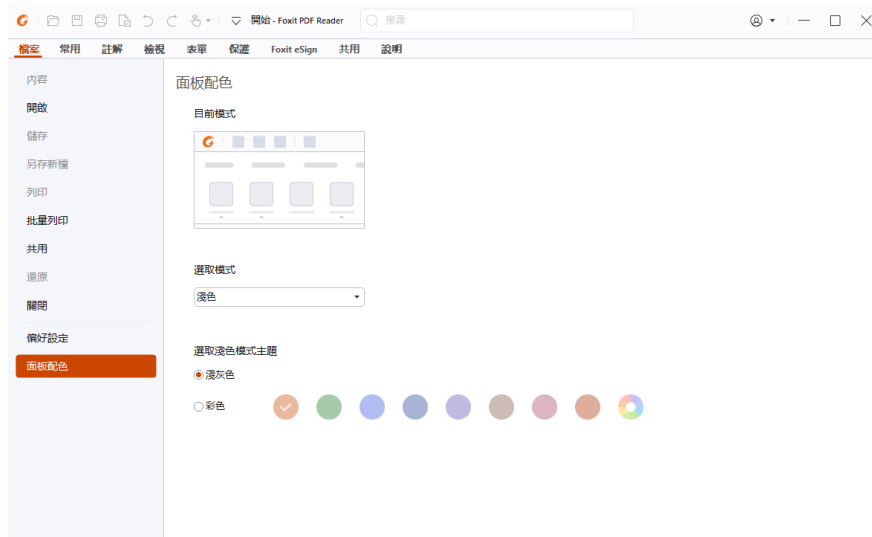 開始 - Foxit PDF Reader
搜尋
檔案 常用 註解 檢視 表單 保護 Foxit eSign 共用 說明
內容
開啟
儲存
另存新檔
列印
批量列印
共用
還原
關閉
偏好設定
面板配色
面板配色
目前模式
選取模式
淺色
選取淺色模式主題
淺灰色
彩色